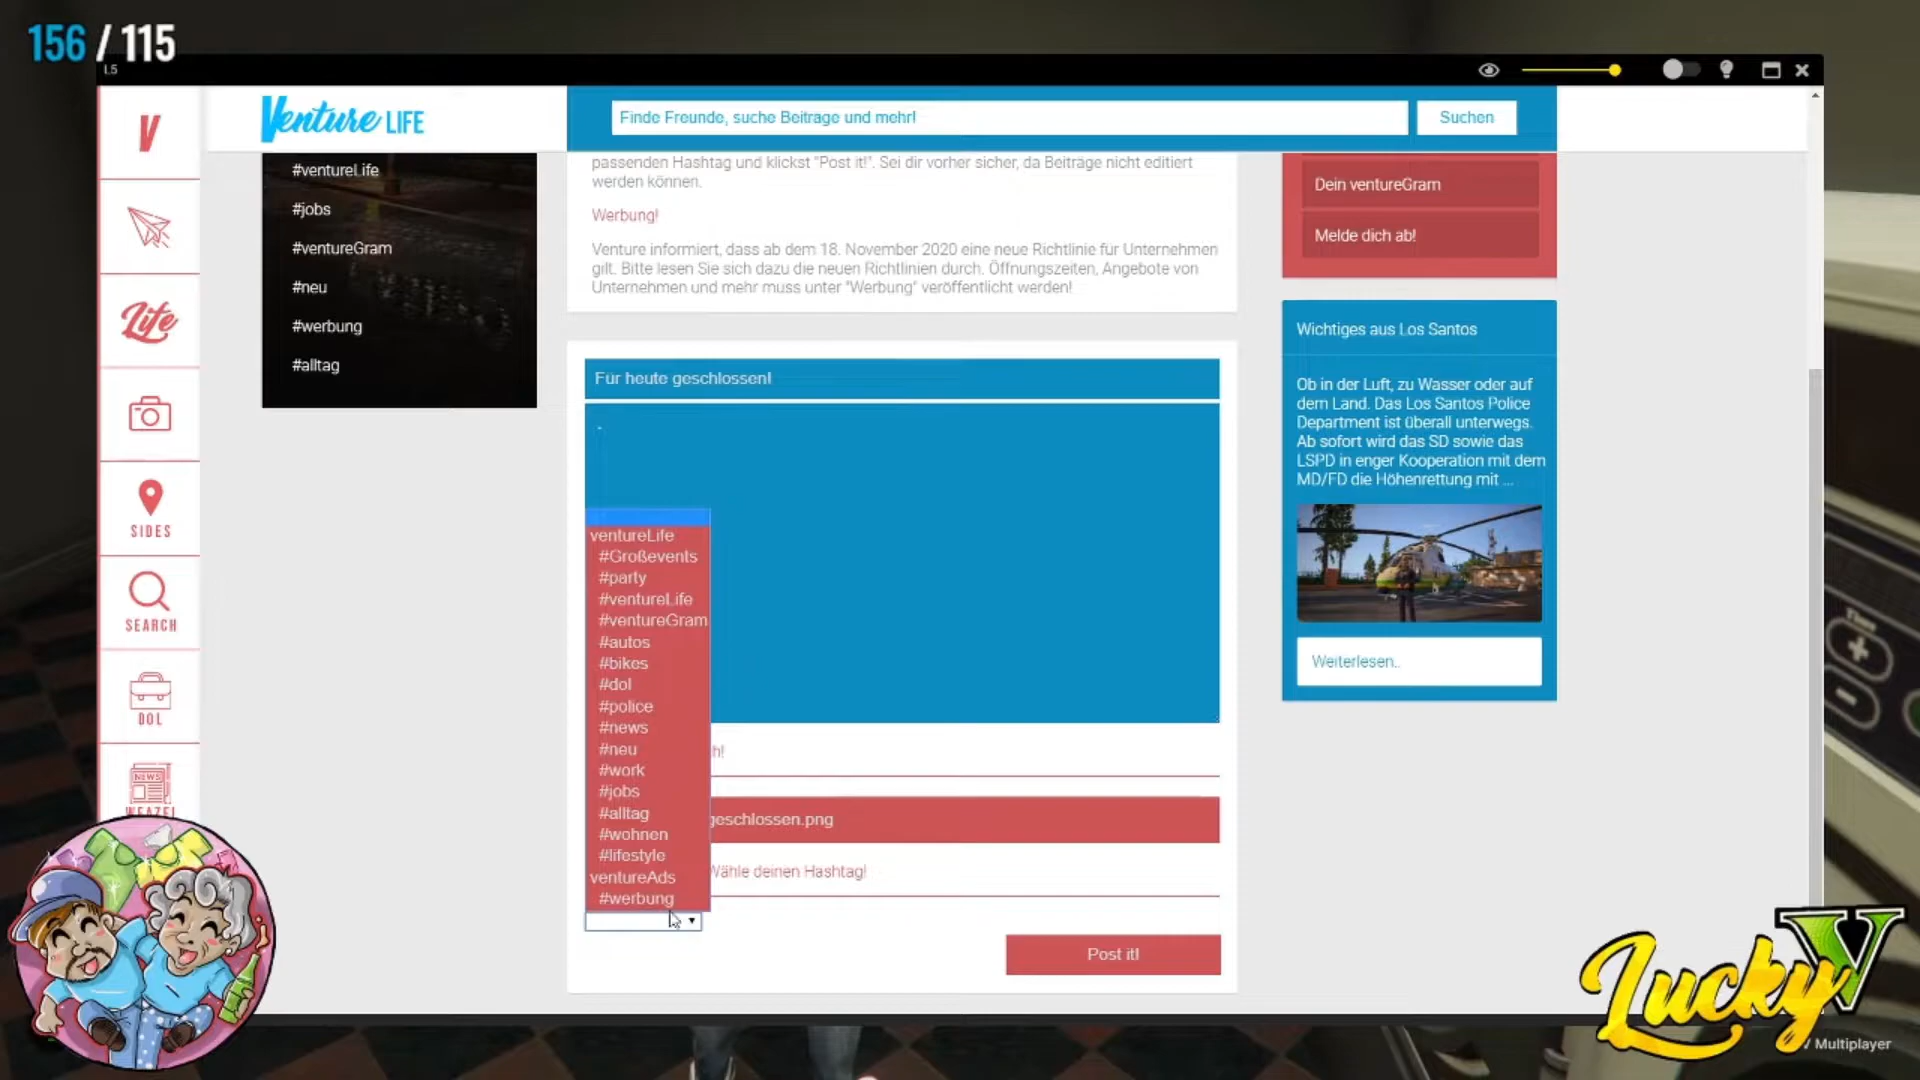 156 / 115
L5
Venture LIFE
Finde Freunde, suche Beiträge und mehr!
Suchen
V
Life
SIDES
SEARCH
DOL
NEWS
WEAZEL
#ventureLife
#jobs
#ventureGram
#neu
#werbung
#alltag
passenden Hashtag und klickst "Post it!". Sei dir vorher sicher, da Beiträge nicht editiert
werden können.
Werbung!
Venture informiert, dass ab dem 18. November 2020 eine neue Richtlinie für Unternehmen
gilt. Bitte lesen Sie sich dazu die neuen Richtlinien durch. Öffnungszeiten, Angebote von
Unternehmen und mehr muss unter "Werbung" veröffentlicht werden!
Für heute geschlossen!
.
ventureLife
#Großevents
#party
#ventureLife
#ventureGram
#autos
#bikes
#dol
#police
#news
#neu
#work
#jobs
#alltag
#wohnen
#lifestyle
ventureAds
#werbung
h!
geschlossen.png
Wähle deinen Hashtag!
Post it!
Dein ventureGram
Melde dich ab!
Wichtiges aus Los Santos
Ob in der Luft, zu Wasser oder auf
dem Land. Das Los Santos Police
Department ist überall unterwegs.
Ab sofort wird das SD sowie das
LSPD in enger Kooperation mit dem
MD/FD die Höhenrettung mit ...
Weiterlesen..
Lucky V
V Multiplayer